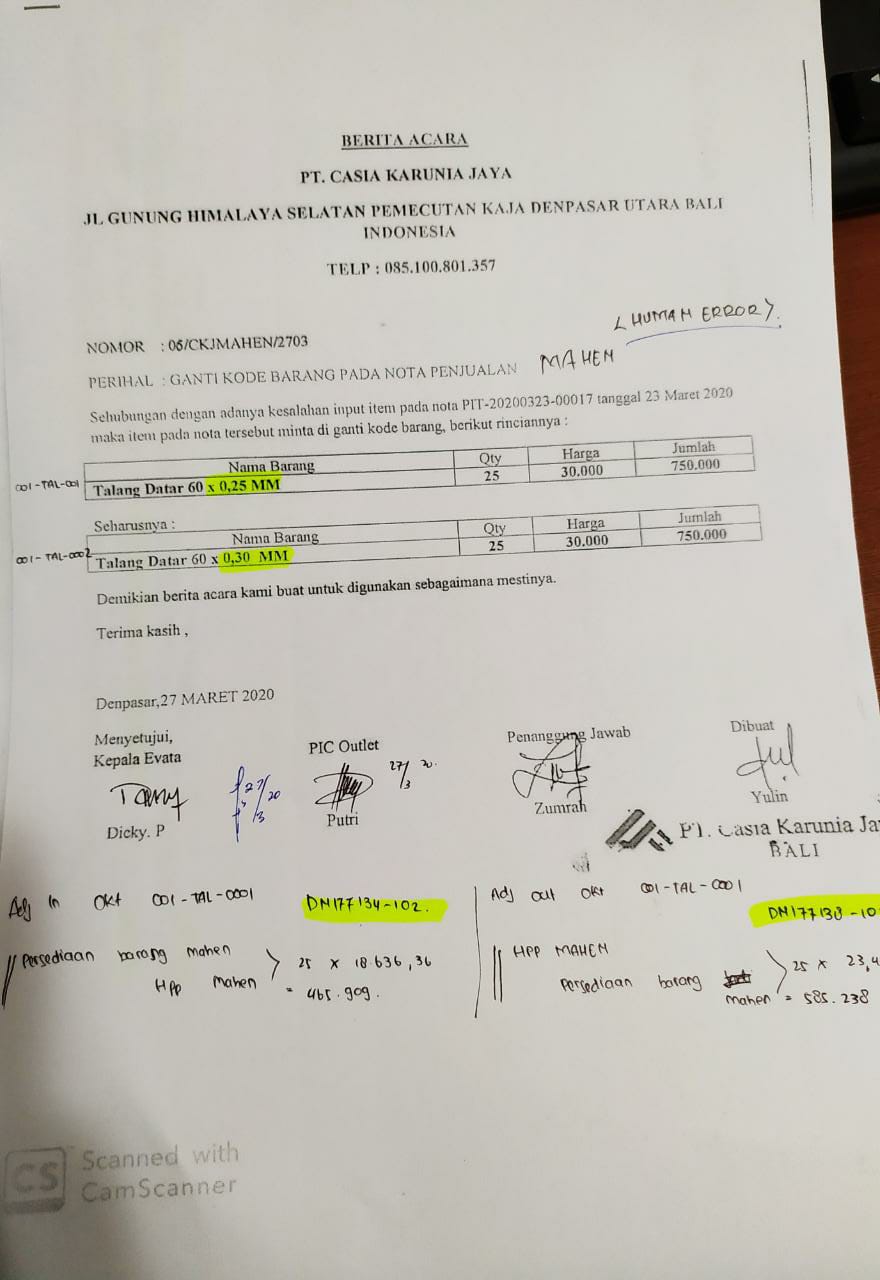 BERITA ACARA
PT. CASIA KARUNIA JAYA
JL GUNUNG HIMALAYA SELATAN PEMECUTAN KAJA DENPASAR UTARA BALI
INDONESIA
TELP : 085.100.801.357
< HUMAN ERROR >.
NOMOR : 06/CKJMAHEN/2703
PERIHAL : GANTI KODE BARANG PADA NOTA PENJUALAN MAHEN
Sehubungan dengan adanya kesalahan input item pada nota PIT-20200323-00017 tanggal 23 Maret 2020
maka item pada nota tersebut minta di ganti kode barang, berikut rinciannya :
Nama Barang Qty Harga Jumlah
001-TAL-001 Talang Datar 60 x 0,25 MM 25 30.000 750.000
Seharusnya :
Nama Barang Qty Harga Jumlah
001-TAL-0002 Talang Datar 60 x 0,30 MM 25 30.000 750.000
Demikian berita acara kami buat untuk digunakan sebagaimana mestinya.
Terima kasih ,
Denpasar,27 MARET 2020
Menyetujui,
Kepala Evata PIC Outlet Penanggung Jawab Dibuat
27/3 20. 
27/3 20
Dicky. P Putri Zumrah Yulin
PT. Casia Karunia Ja
BALI
Adj In Okt 001-TAL-0001 DN177134-102.
// Persediaan barang mahen
HPP mahen > 25 x 18.636,36
= 465.909.
Adj out Okt 001-TAL-0001
DN177138-10
|| HPP MAHEN
Persediaan barang mahen > 25 x 23,4
= 585.238
CS Scanned with
CamScanner